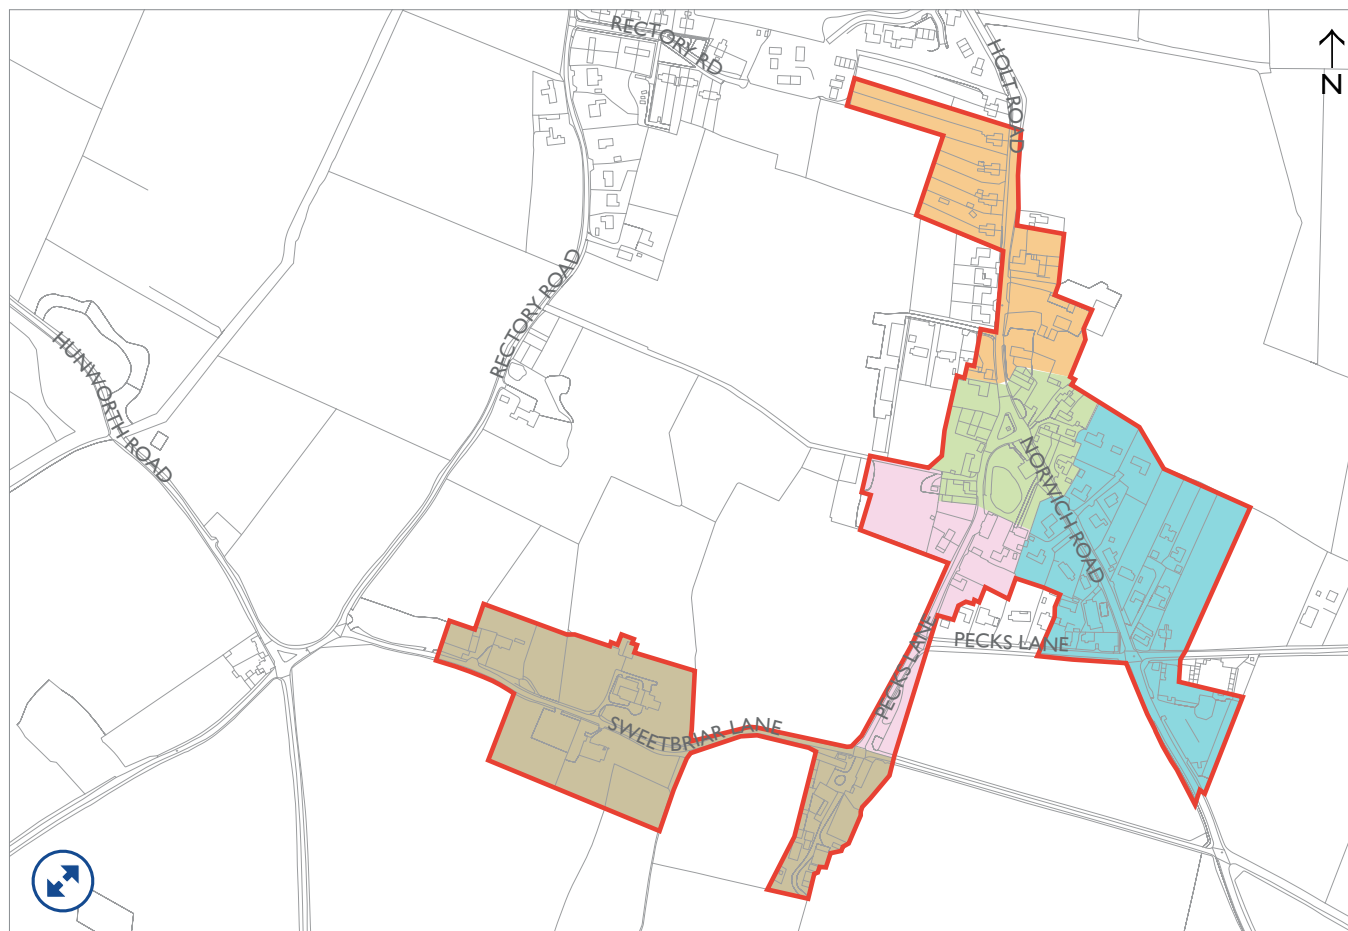 RECTORY RD
HOLT ROAD
N
RECTORY ROAD
HUNWORTH ROAD
NORWICH ROAD
PECKS LANE
PECKS LANE
SWEETBRIAR LANE